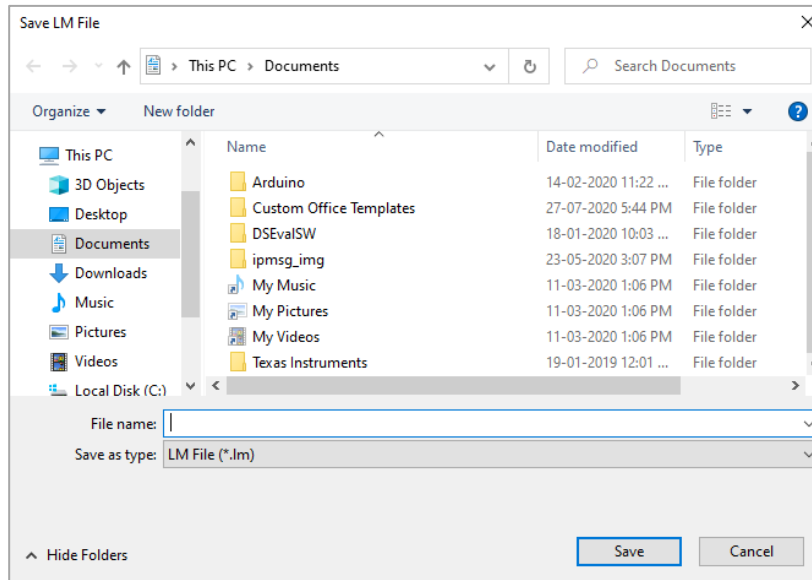 Save LM File
This PC > Documents
Search Documents
Organize New folder
Name Date modified Type
This PC
3D Objects
Desktop
Documents
Downloads
Music
Pictures
Videos
Local Disk (C:)
Arduino 14-02-2020 11:22 ... File folder
Custom Office Templates 27-07-2020 5:44 PM File folder
DSEvalSW 18-01-2020 10:03 ... File folder
ipmsg_img 23-05-2020 3:07 PM File folder
My Music 11-03-2020 1:06 PM File folder
My Pictures 11-03-2020 1:06 PM File folder
My Videos 11-03-2020 1:06 PM File folder
Texas Instruments 19-01-2019 12:01 ... File folder
File name:
Save as type: LM File (*.lm)
Hide Folders Save Cancel